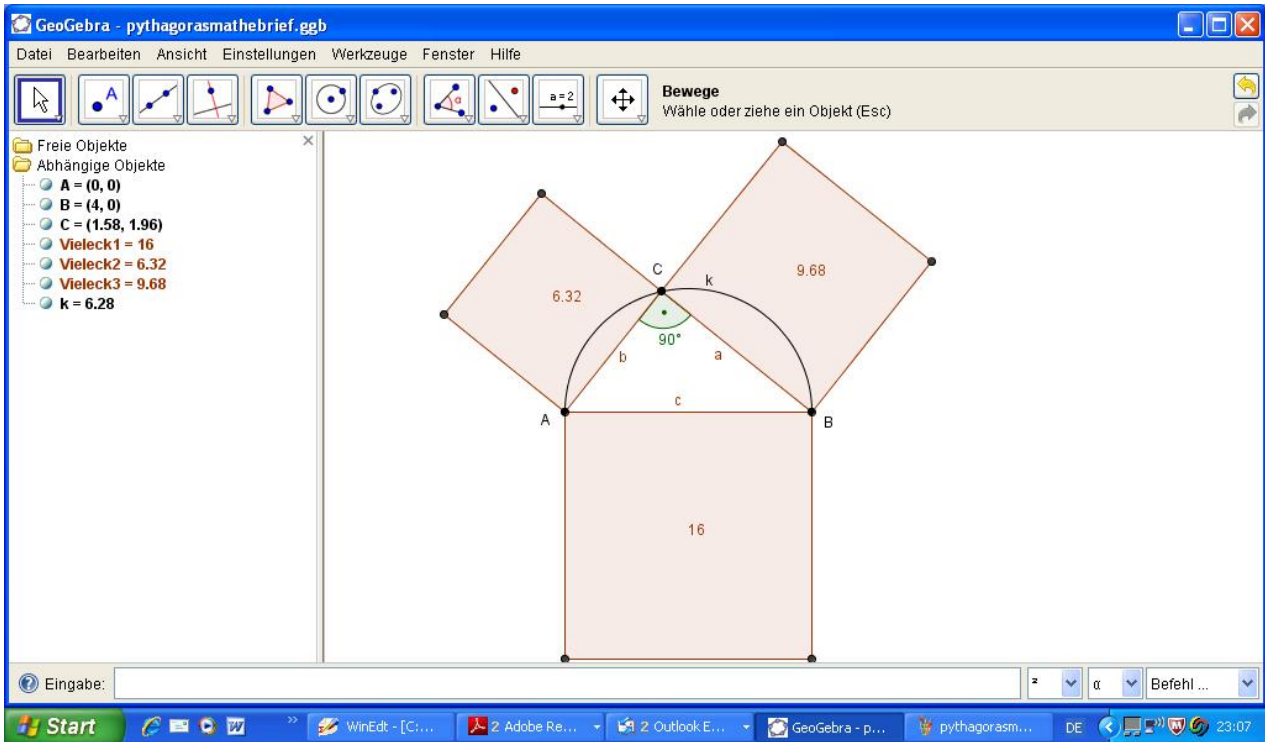 GeoGebra - pythagorasmathebrief.ggb
Datei Bearbeiten Ansicht Einstellungen Werkzeuge Fenster Hilfe
A
α
a = 2
Bewege
Wähle oder ziehe ein Objekt (Esc)
Freie Objekte
Abhängige Objekte
A = (0, 0)
B = (4, 0)
C = (1.58, 1.96)
Vieleck1 = 16
Vieleck2 = 6.32
Vieleck3 = 9.68
k = 6.28
C
k
9.68
6.32
90°
b
a
c
A
B
16
Eingabe:
²
α
Befehl ...
Start
W
»
WinEdt - [C:...
2 Adobe Re...
2 Outlook E...
GeoGebra - p...
pythagorasm...
DE
23:07